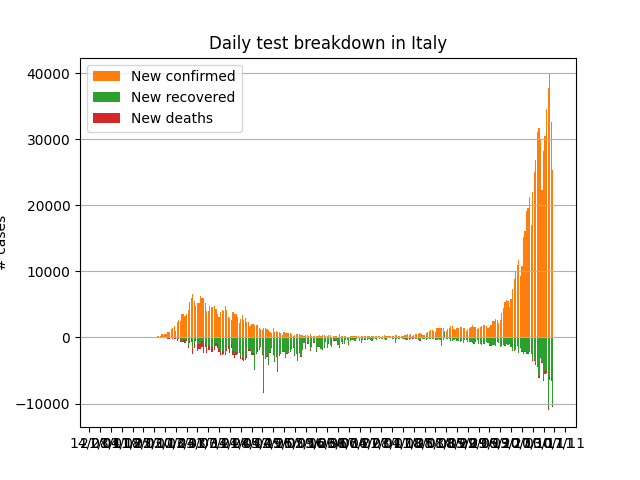 Daily test breakdown in Italy
New confirmed
New recovered
New deaths
40000
30000
20000
10000
0
−10000
# cases